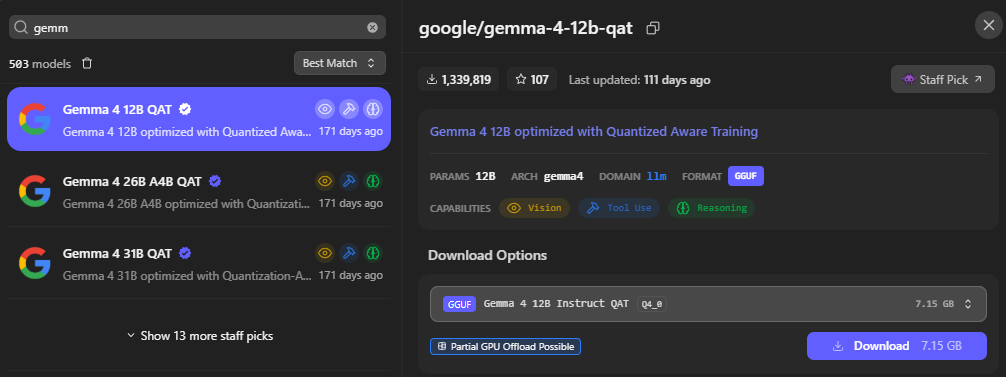 gemm
503 models
Best Match
Gemma 4 12B QAT
Gemma 4 12B optimized with Quantized Awa...
171 days ago
Gemma 4 26B A4B QAT
Gemma 4 26B A4B optimized with Quantizati...
171 days ago
Gemma 4 31B QAT
Gemma 4 31B optimized with Quantization-A...
171 days ago
Show 13 more staff picks
google/gemma-4-12b-qat
1,339,819
107
Last updated: 111 days ago
Staff Pick
Gemma 4 12B optimized with Quantized Aware Training
PARAMS 12B ARCH gemma4 DOMAIN llm FORMAT GGUF
CAPABILITIES Vision Tool Use Reasoning
Download Options
GGUF Gemma 4 12B Instruct QAT Q4_0 7.15 GB
Partial GPU Offload Possible
Download 7.15 GB